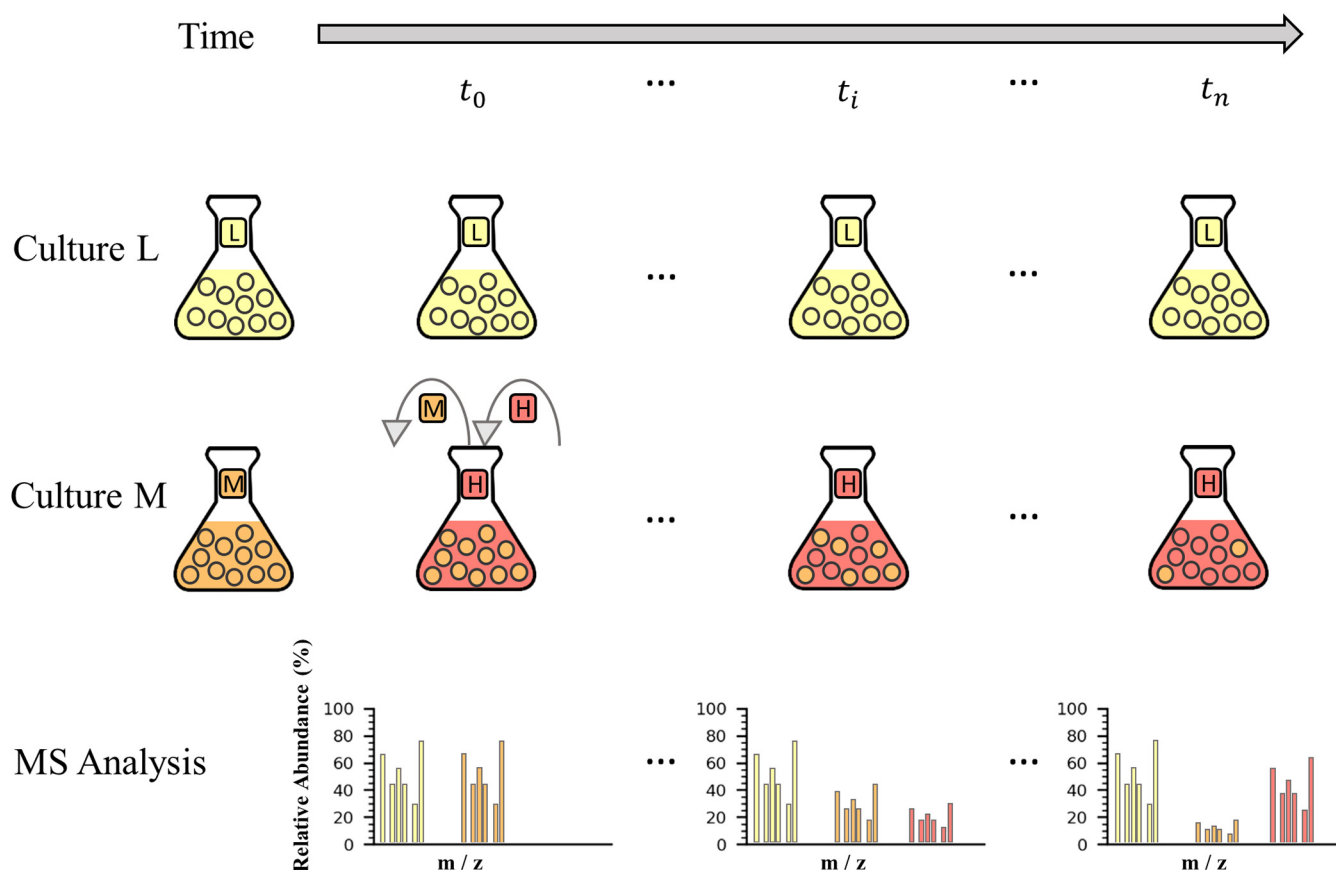 Time
t₀ ... tᵢ ... tₙ
Culture L
L L ... L ... L
M H
Culture M
M H ... H ... H
MS Analysis
Relative Abundance (%)
100
80
60
40
20
0
m / z
...
100
80
60
40
20
0
m / z
...
100
80
60
40
20
0
m / z